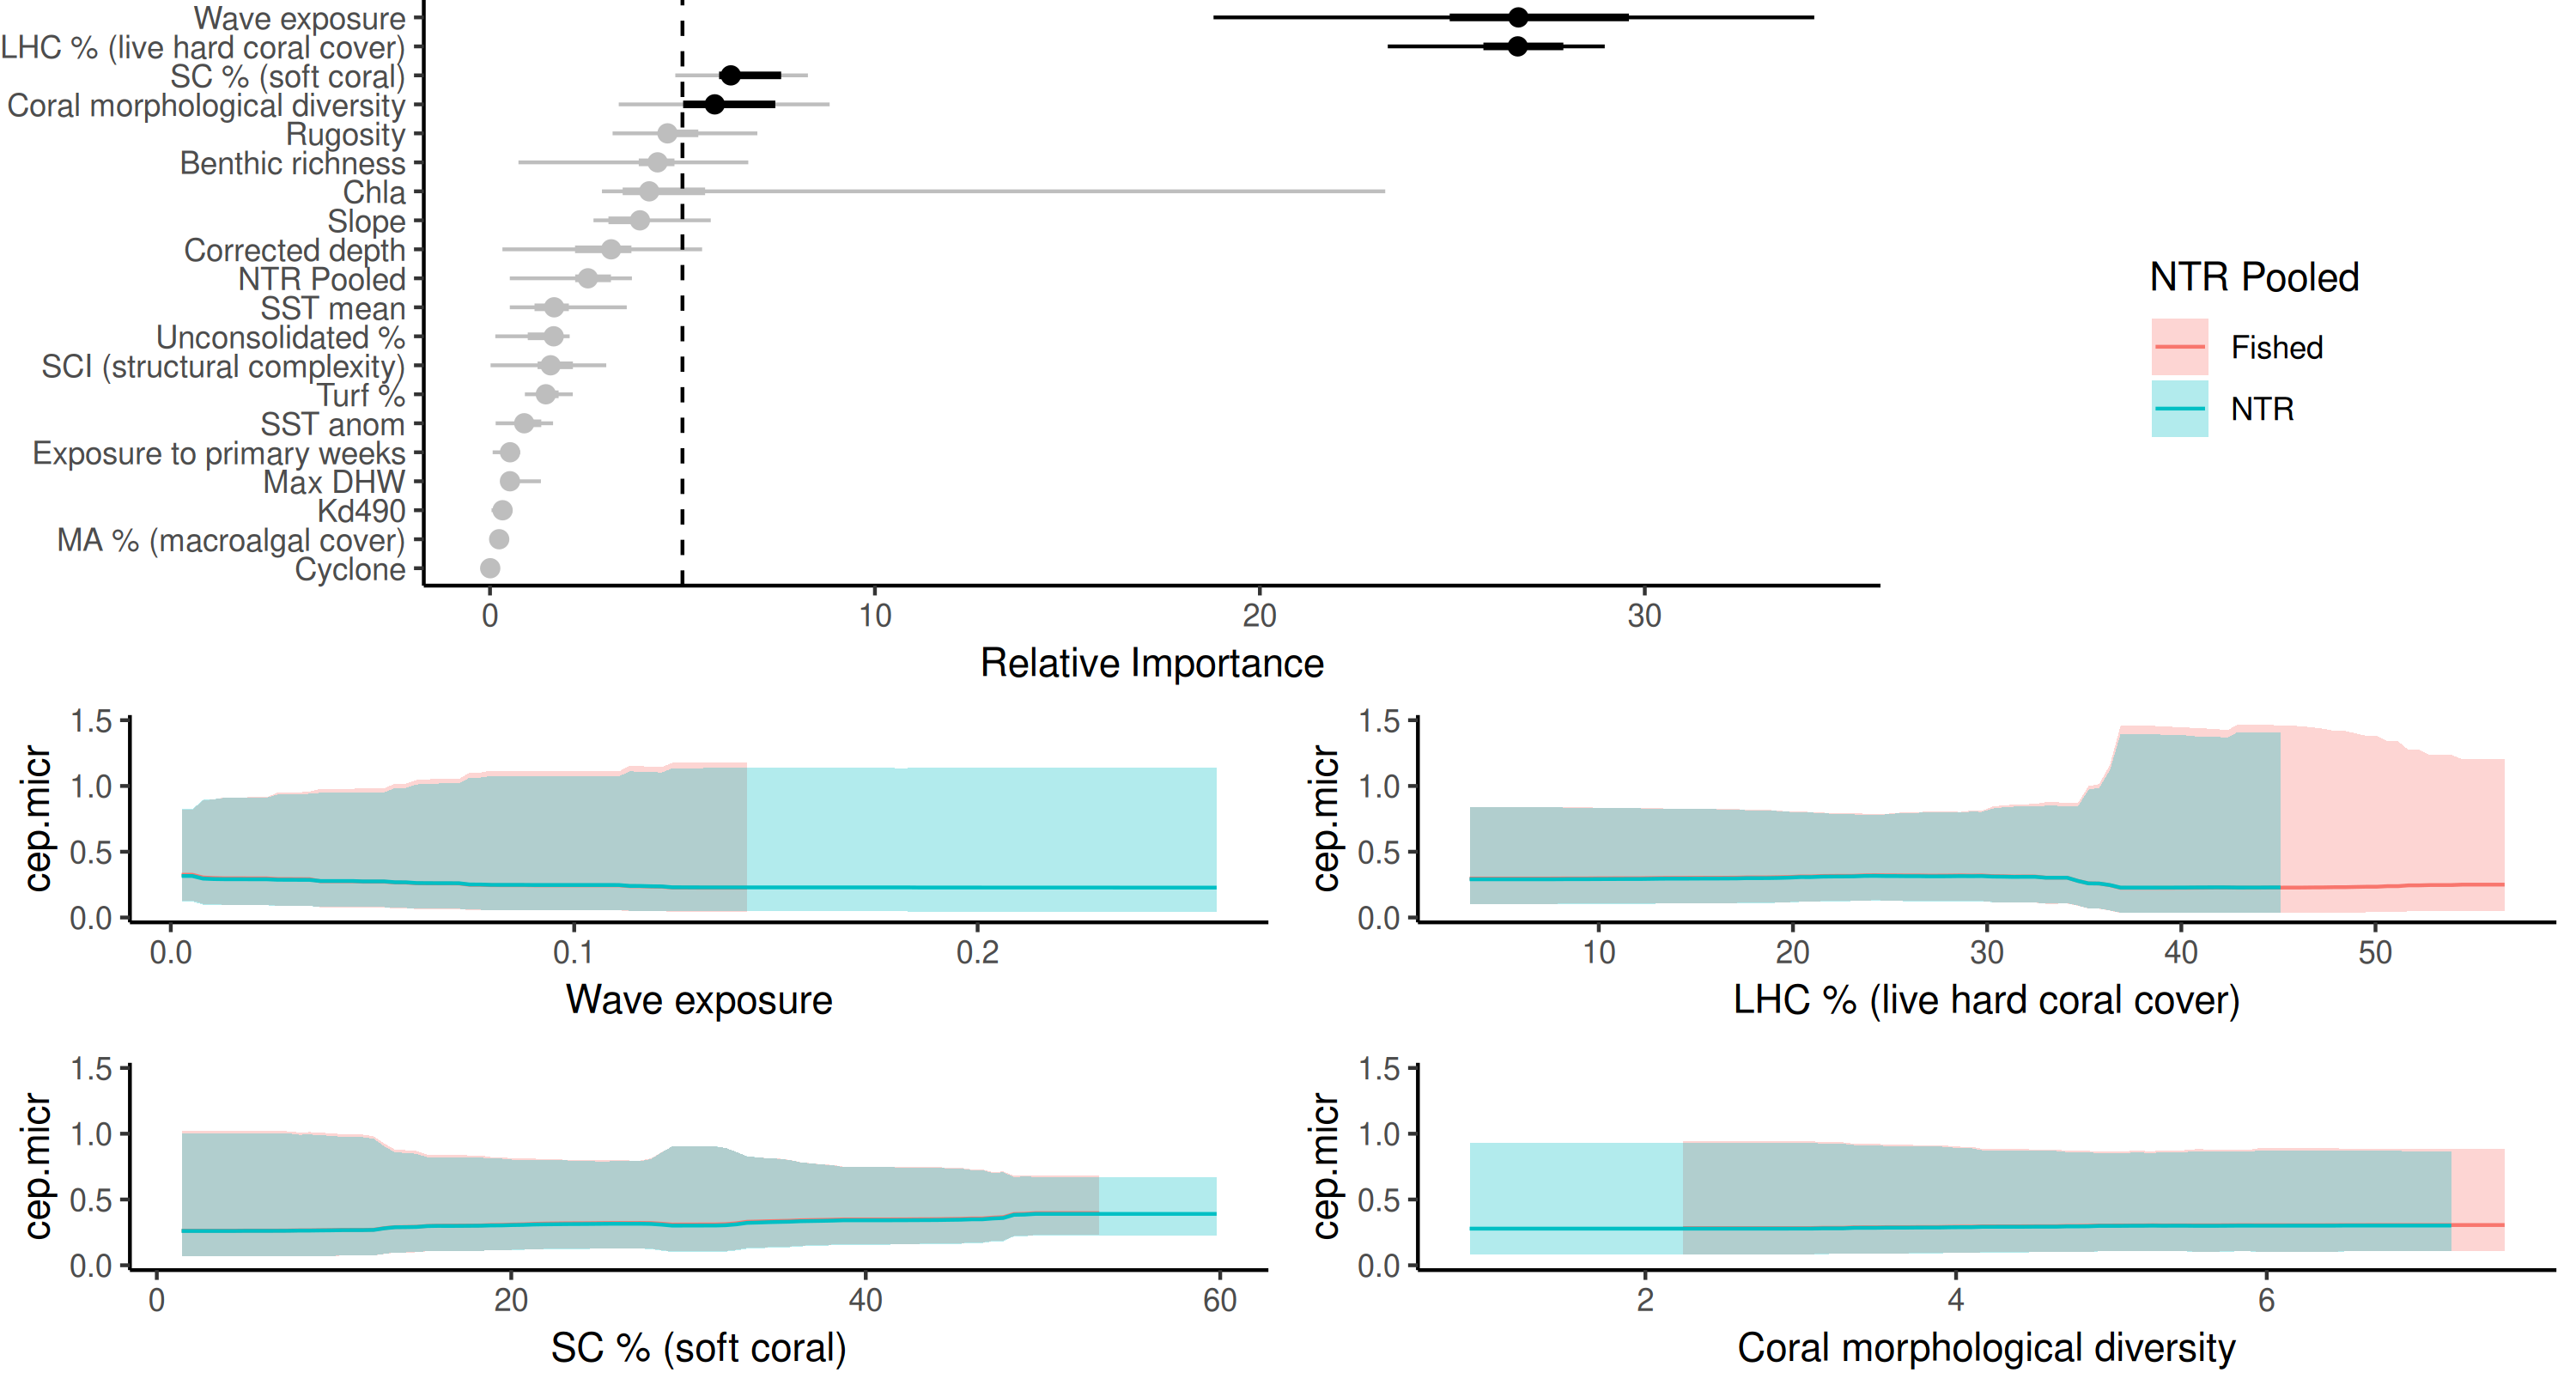 Wave exposure
LHC % (live hard coral cover)
SC % (soft coral)
Coral morphological diversity
Rugosity
Benthic richness
Chla
Slope
Corrected depth
NTR Pooled
SST mean
Unconsolidated %
SCI (structural complexity)
Turf %
SST anom
Exposure to primary weeks
Max DHW
Kd490
MA % (macroalgal cover)
Cyclone
0 10 20 30
Relative Importance
NTR Pooled
Fished
NTR
1.5
1.0
0.5
0.0
cep.micr
0.0 0.1 0.2
Wave exposure
1.5
1.0
0.5
0.0
cep.micr
10 20 30 40 50
LHC % (live hard coral cover)
1.5
1.0
0.5
0.0
cep.micr
0 20 40 60
SC % (soft coral)
1.5
1.0
0.5
0.0
cep.micr
2 4 6
Coral morphological diversity